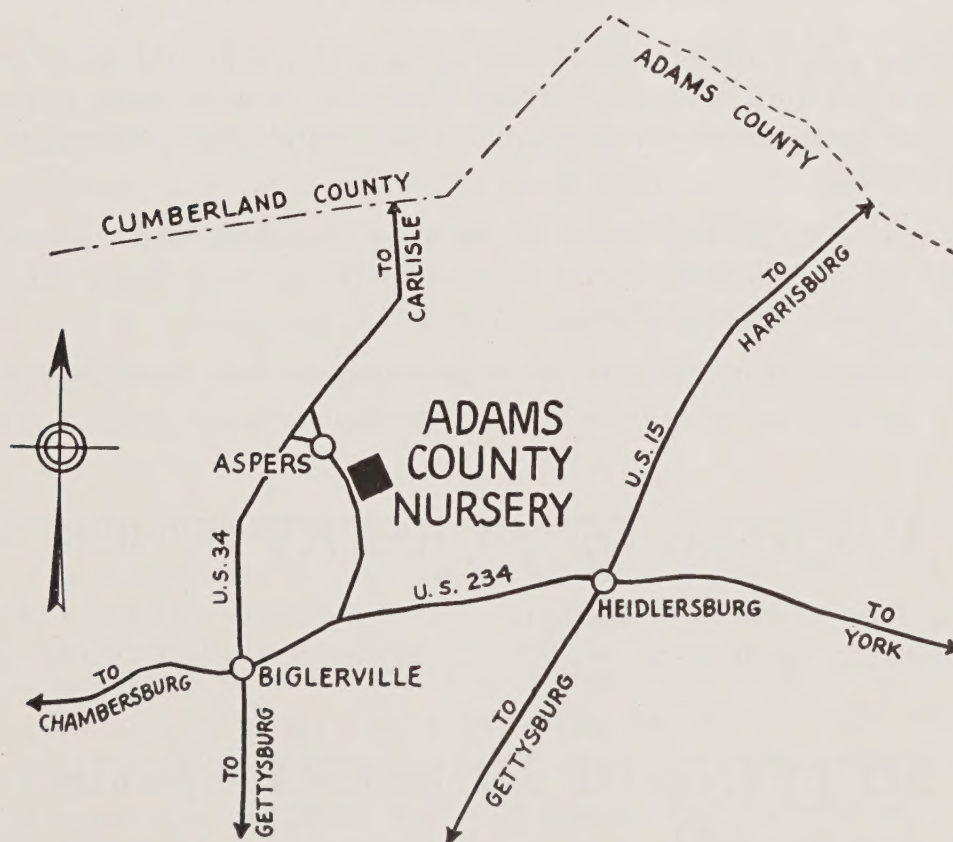 ADAMS COUNTY
CUMBERLAND COUNTY
TO
CARLISLE
TO
HARRISBURG
ADAMS
COUNTY
NURSERY
ASPERS
U.S. 15
U.S. 34
U. S. 234
HEIDLERSBURG
TO
YORK
BIGLERVILLE
TO
CHAMBERSBURG
TO
GETTYSBURG
TO
GETTYSBURG